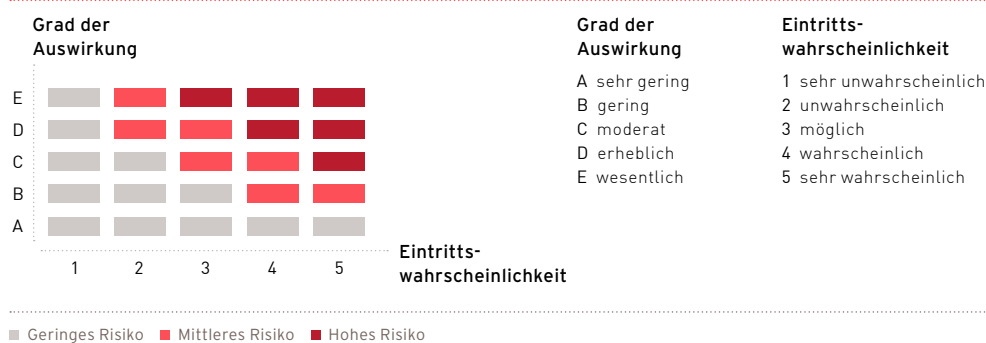 Grad der
Auswirkung
E
D
C
B
A
1 2 3 4 5
Eintritts-
wahrscheinlichkeit
Grad der
Auswirkung
A sehr gering
B gering
C moderat
D erheblich
E wesentlich
Eintritts-
wahrscheinlichkeit
1 sehr unwahrscheinlich
2 unwahrscheinlich
3 möglich
4 wahrscheinlich
5 sehr wahrscheinlich
Geringes Risiko Mittleres Risiko Hohes Risiko